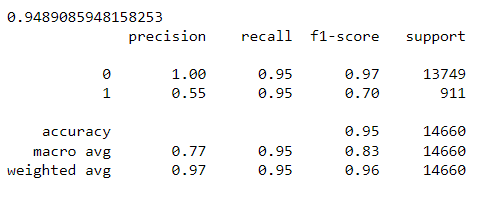 0.9489085948158253
precision recall f1-score support
0 1.00 0.95 0.97 13749
1 0.55 0.95 0.70 911
accuracy 0.95 14660
macro avg 0.77 0.95 0.83 14660
weighted avg 0.97 0.95 0.96 14660